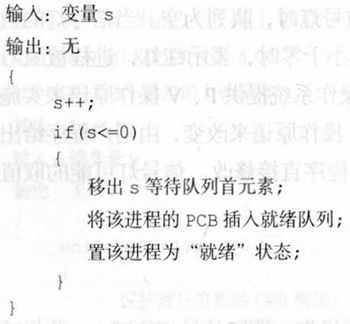 输入：变量 s
输出：无
{
s++;
if(s<=0)
{
移出 s 等待队列首元素;
将该进程的 PCB 插入就绪队列;
置该进程为“就绪”状态;
}
}